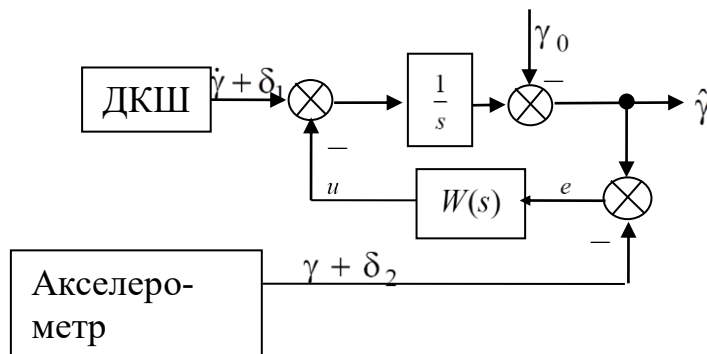 γ₀
γ̇ + δ₁
ДКШ
1
s
−
γ̂
−
u
W(s)
e
−
γ + δ₂
Акселеро-
метр